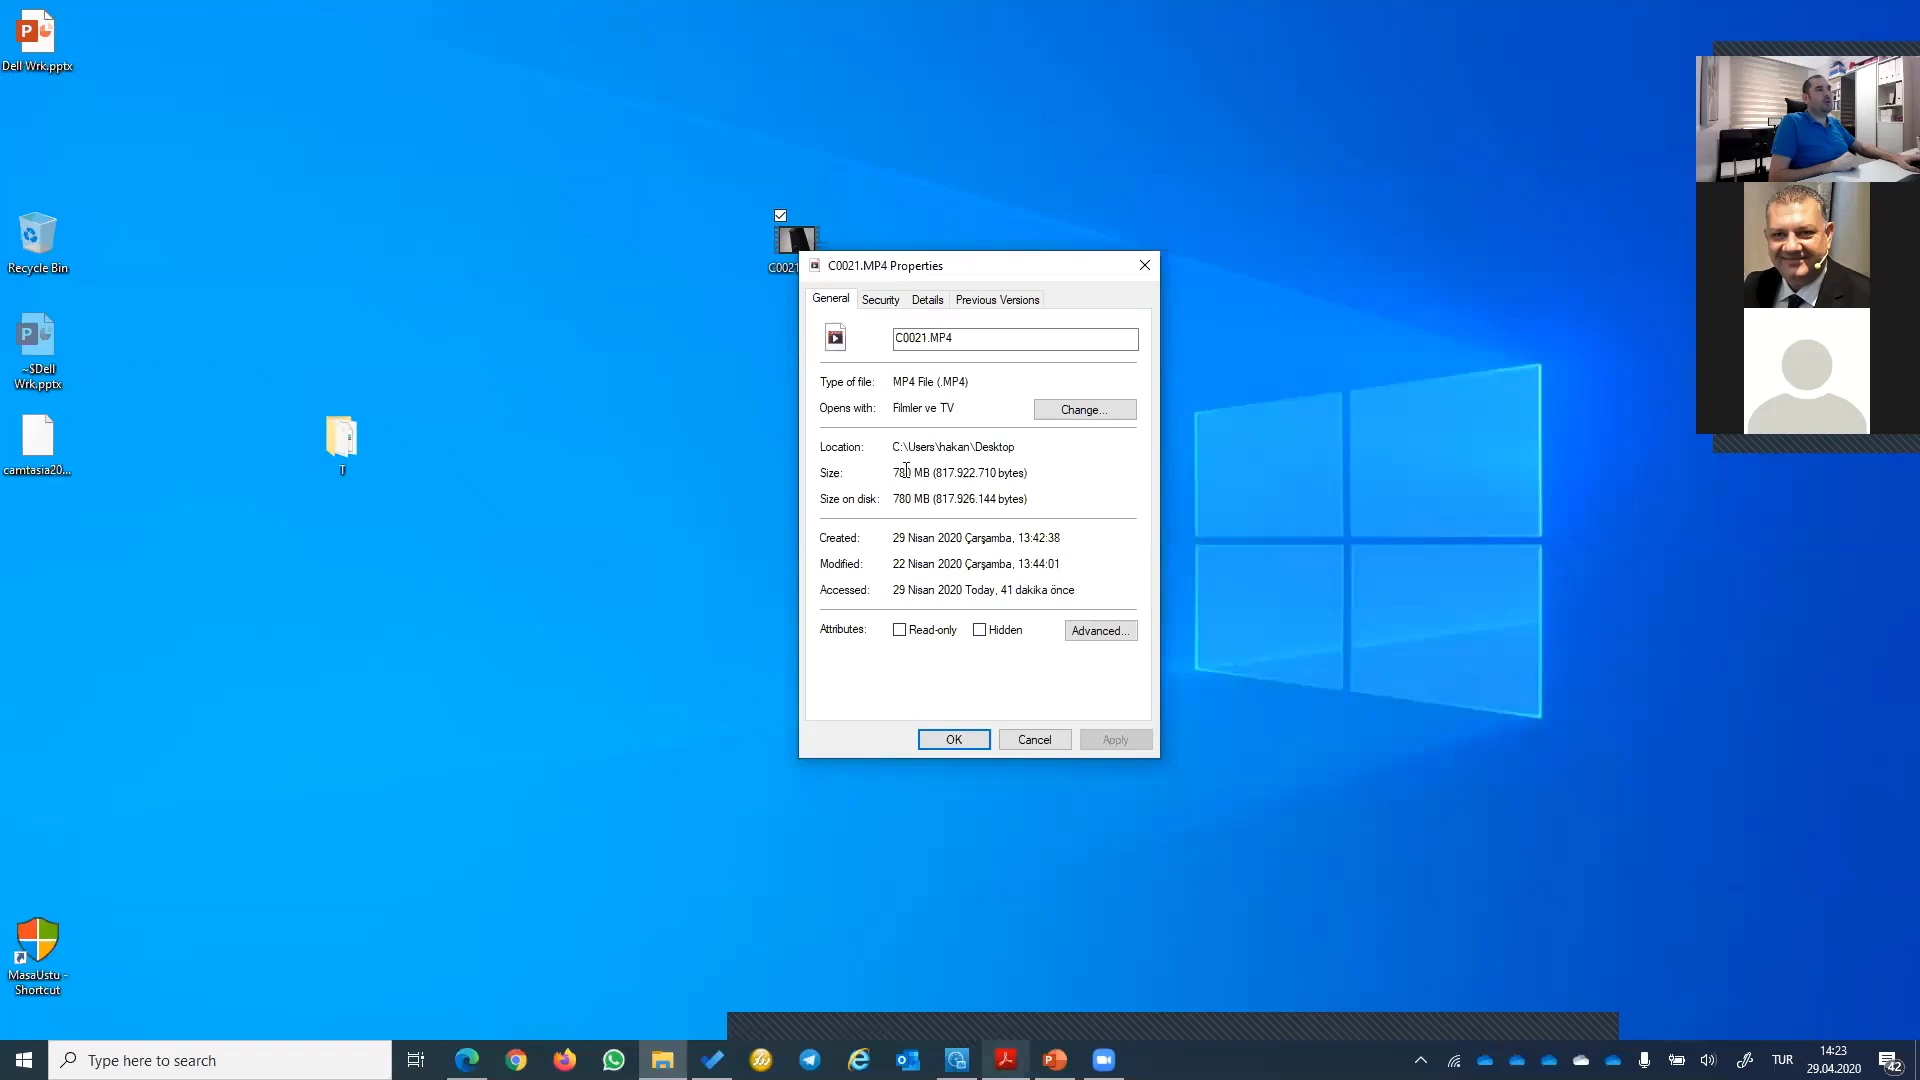 Dell Wrk.pptx
Recycle Bin
~$Dell
Wrk.pptx
camtasia20...
T
MasaUstu -
Shortcut
C0021
C0021.MP4 Properties
General Security Details Previous Versions
C0021.MP4
Type of file: MP4 File (.MP4)
Opens with: Filmler ve TV Change...
Location: C:\Users\hakan\Desktop
Size: 780 MB (817.922.710 bytes)
Size on disk: 780 MB (817.926.144 bytes)
Created: 29 Nisan 2020 Çarşamba, 13:42:38
Modified: 22 Nisan 2020 Çarşamba, 13:44:01
Accessed: 29 Nisan 2020 Today, 41 dakika önce
Attributes: Read-only Hidden Advanced...
OK Cancel Apply
Type here to search
TUR
14:23
29.04.2020
42